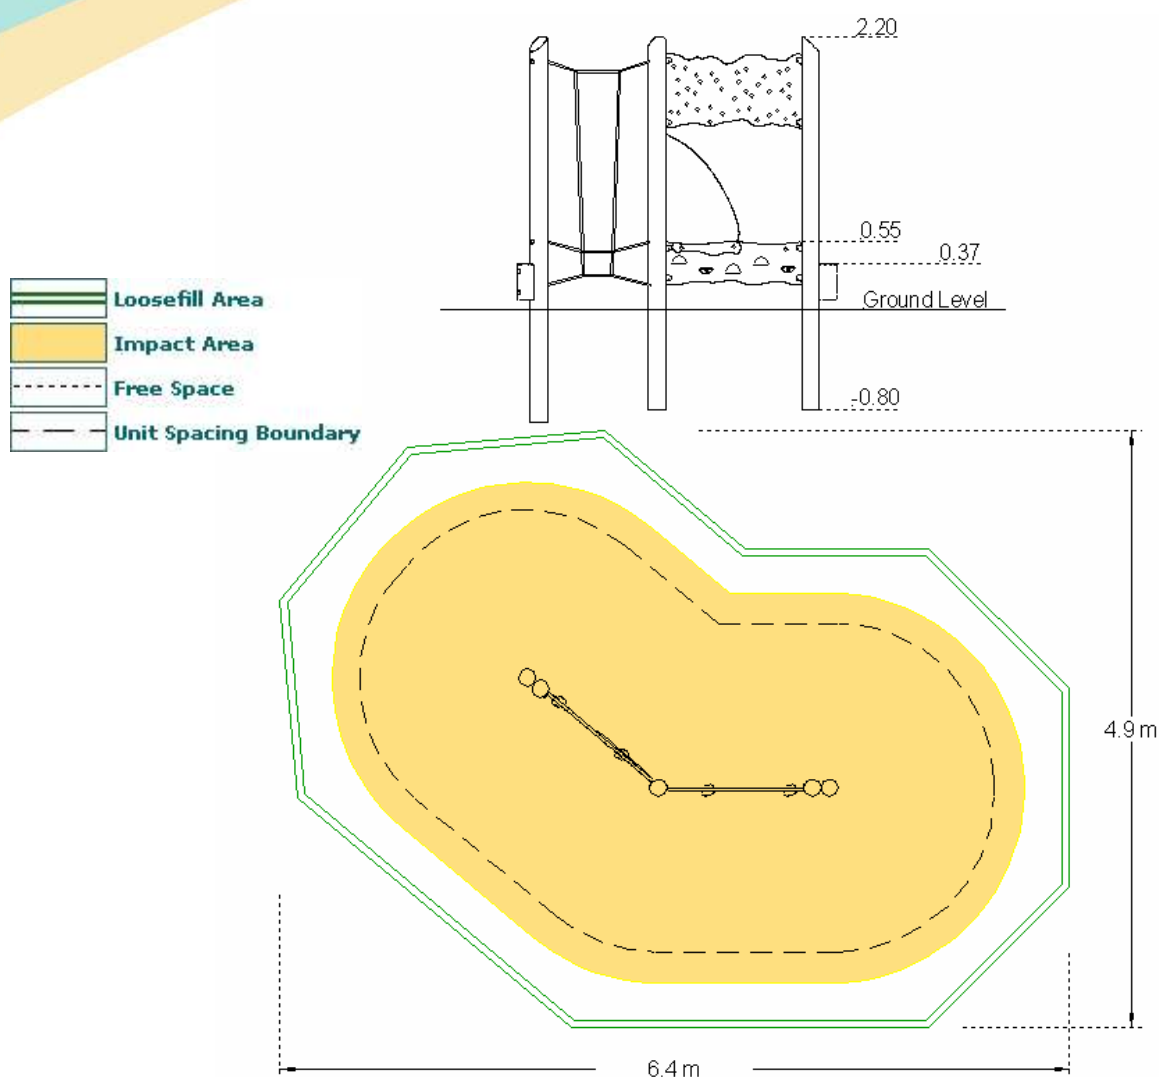 2.20
0.55
0.37
Ground Level
-0.80
Loosefill Area
Impact Area
Free Space
Unit Spacing Boundary
4.9 m
6.4 m